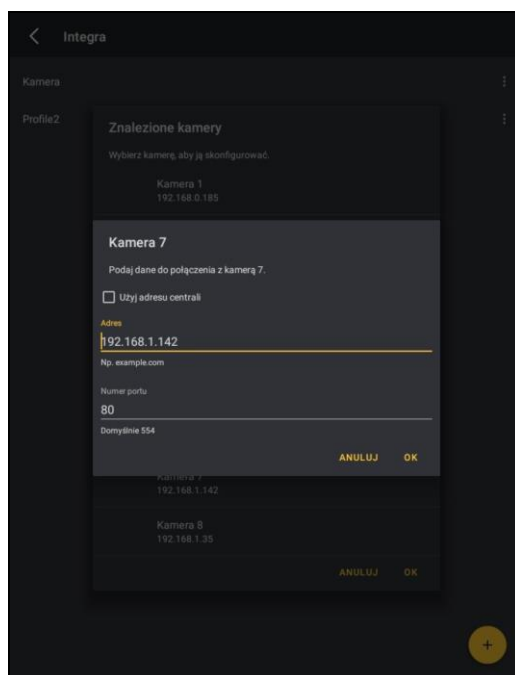 Integra
Kamera
Profile2
Znalezione kamery
Wybierz kamerę, aby ją skonfigurować.
Kamera 1
192.168.0.185
Kamera 7
Podaj dane do połączenia z kamerą 7.
Użyj adresu centrali
Adres
192.168.1.142
Np. example.com
Numer portu
80
Domyślnie 554
ANULUJ OK
Kamera 7
192.168.1.142
Kamera 8
192.168.1.35
ANULUJ OK